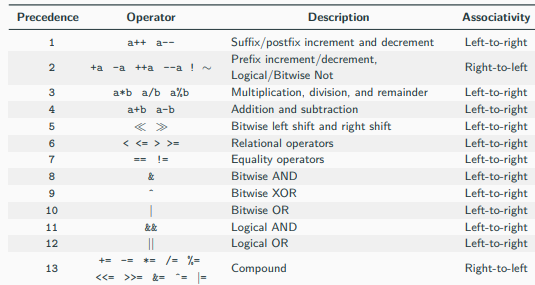 Precedence Operator Description Associativity
1 a++ a-- Suffix/postfix increment and decrement Left-to-right
2 +a -a ++a --a ! ~ Prefix increment/decrement, Logical/Bitwise Not Right-to-left
3 a*b a/b a%b Multiplication, division, and remainder Left-to-right
4 a+b a-b Addition and subtraction Left-to-right
5 ≪ ≫ Bitwise left shift and right shift Left-to-right
6 < <= > >= Relational operators Left-to-right
7 == != Equality operators Left-to-right
8 & Bitwise AND Left-to-right
9 ^ Bitwise XOR Left-to-right
10 | Bitwise OR Left-to-right
11 && Logical AND Left-to-right
12 || Logical OR Left-to-right
13 += -= *= /= %= <<= >>= &= ^= |= Compound Right-to-left